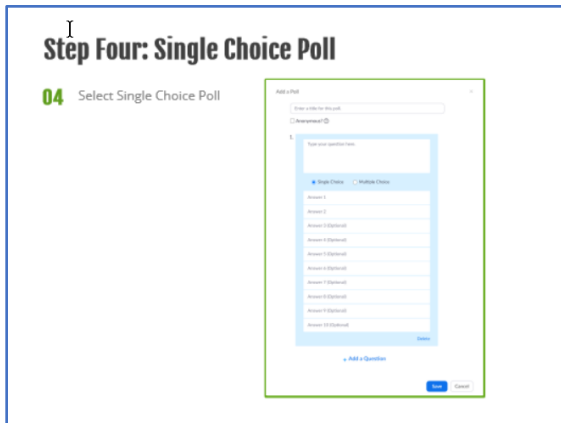 Step Four: Single Choice Poll
04 Select Single Choice Poll
Add a Poll
Enter a title for this poll.
Anonymous?
1.
Type your question here.
Single Choice Multiple Choice
Answer 1
Answer 2
Answer 3 (Optional)
Answer 4 (Optional)
Answer 5 (Optional)
Answer 6 (Optional)
Answer 7 (Optional)
Answer 8 (Optional)
Answer 9 (Optional)
Answer 10 (Optional)
Delete
+ Add a Question
Save Cancel